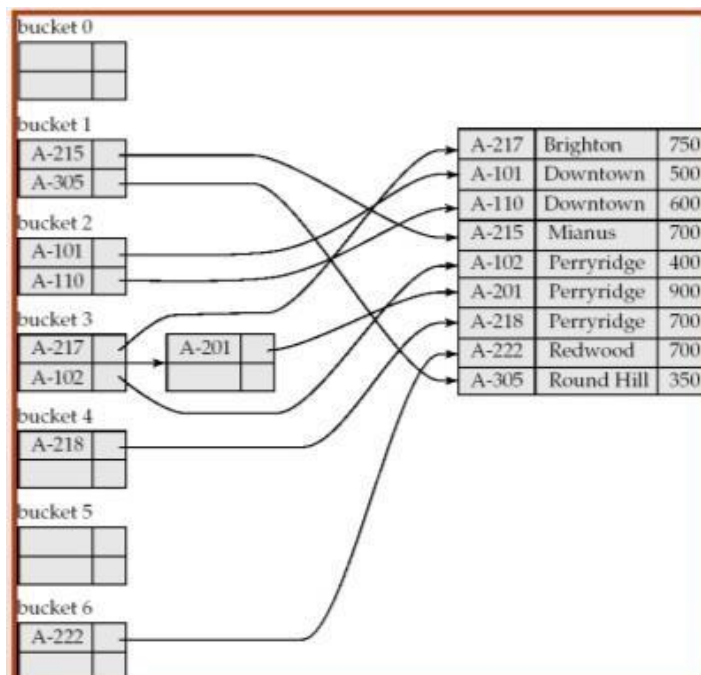 bucket 0
bucket 1
A-215
A-305
bucket 2
A-101
A-110
bucket 3
A-217
A-102
A-201
bucket 4
A-218
bucket 5
bucket 6
A-222
A-217 Brighton 750
A-101 Downtown 500
A-110 Downtown 600
A-215 Mianus 700
A-102 Perryridge 400
A-201 Perryridge 900
A-218 Perryridge 700
A-222 Redwood 700
A-305 Round Hill 350